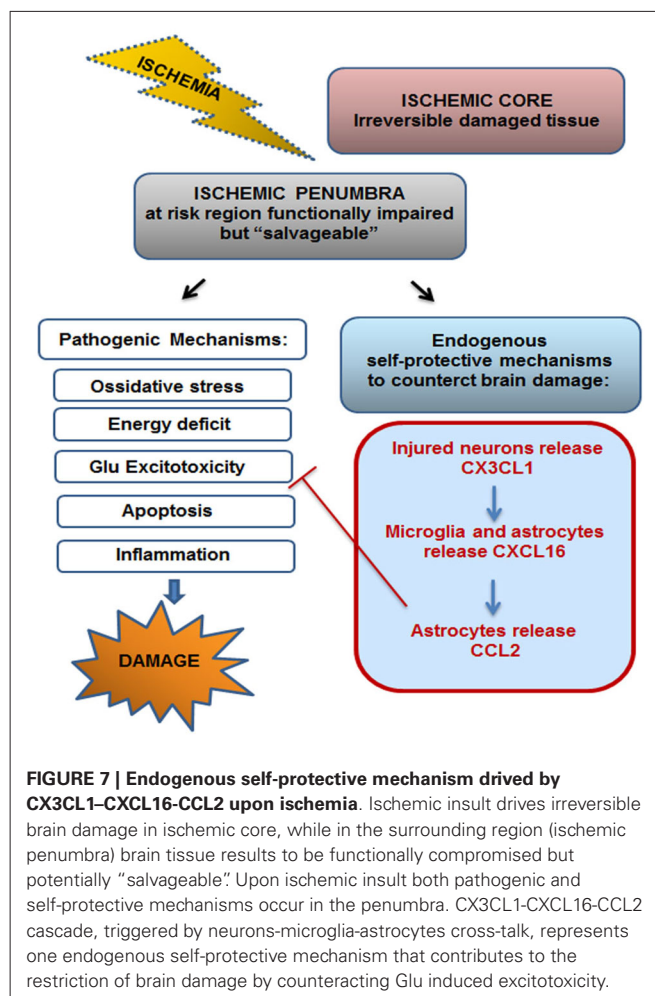 ISCHEMIA
ISCHEMIC CORE
Irreversible damaged tissue
ISCHEMIC PENUMBRA
at risk region functionally impaired
but “salvageable”
Pathogenic Mechanisms:
Ossidative stress
Energy deficit
Glu Excitotoxicity
Apoptosis
Inflammation
DAMAGE
Endogenous
self-protective mechanisms
to counterct brain damage:
Injured neurons release
CX3CL1
Microglia and astrocytes
release CXCL16
Astrocytes release
CCL2
FIGURE 7 | Endogenous self-protective mechanism drived by
CX3CL1–CXCL16-CCL2 upon ischemia. Ischemic insult drives irreversible
brain damage in ischemic core, while in the surrounding region (ischemic
penumbra) brain tissue results to be functionally compromised but
potentially “salvageable”. Upon ischemic insult both pathogenic and
self-protective mechanisms occur in the penumbra. CX3CL1-CXCL16-CCL2
cascade, triggered by neurons-microglia-astrocytes cross-talk, represents
one endogenous self-protective mechanism that contributes to the
restriction of brain damage by counteracting Glu induced excitotoxicity.